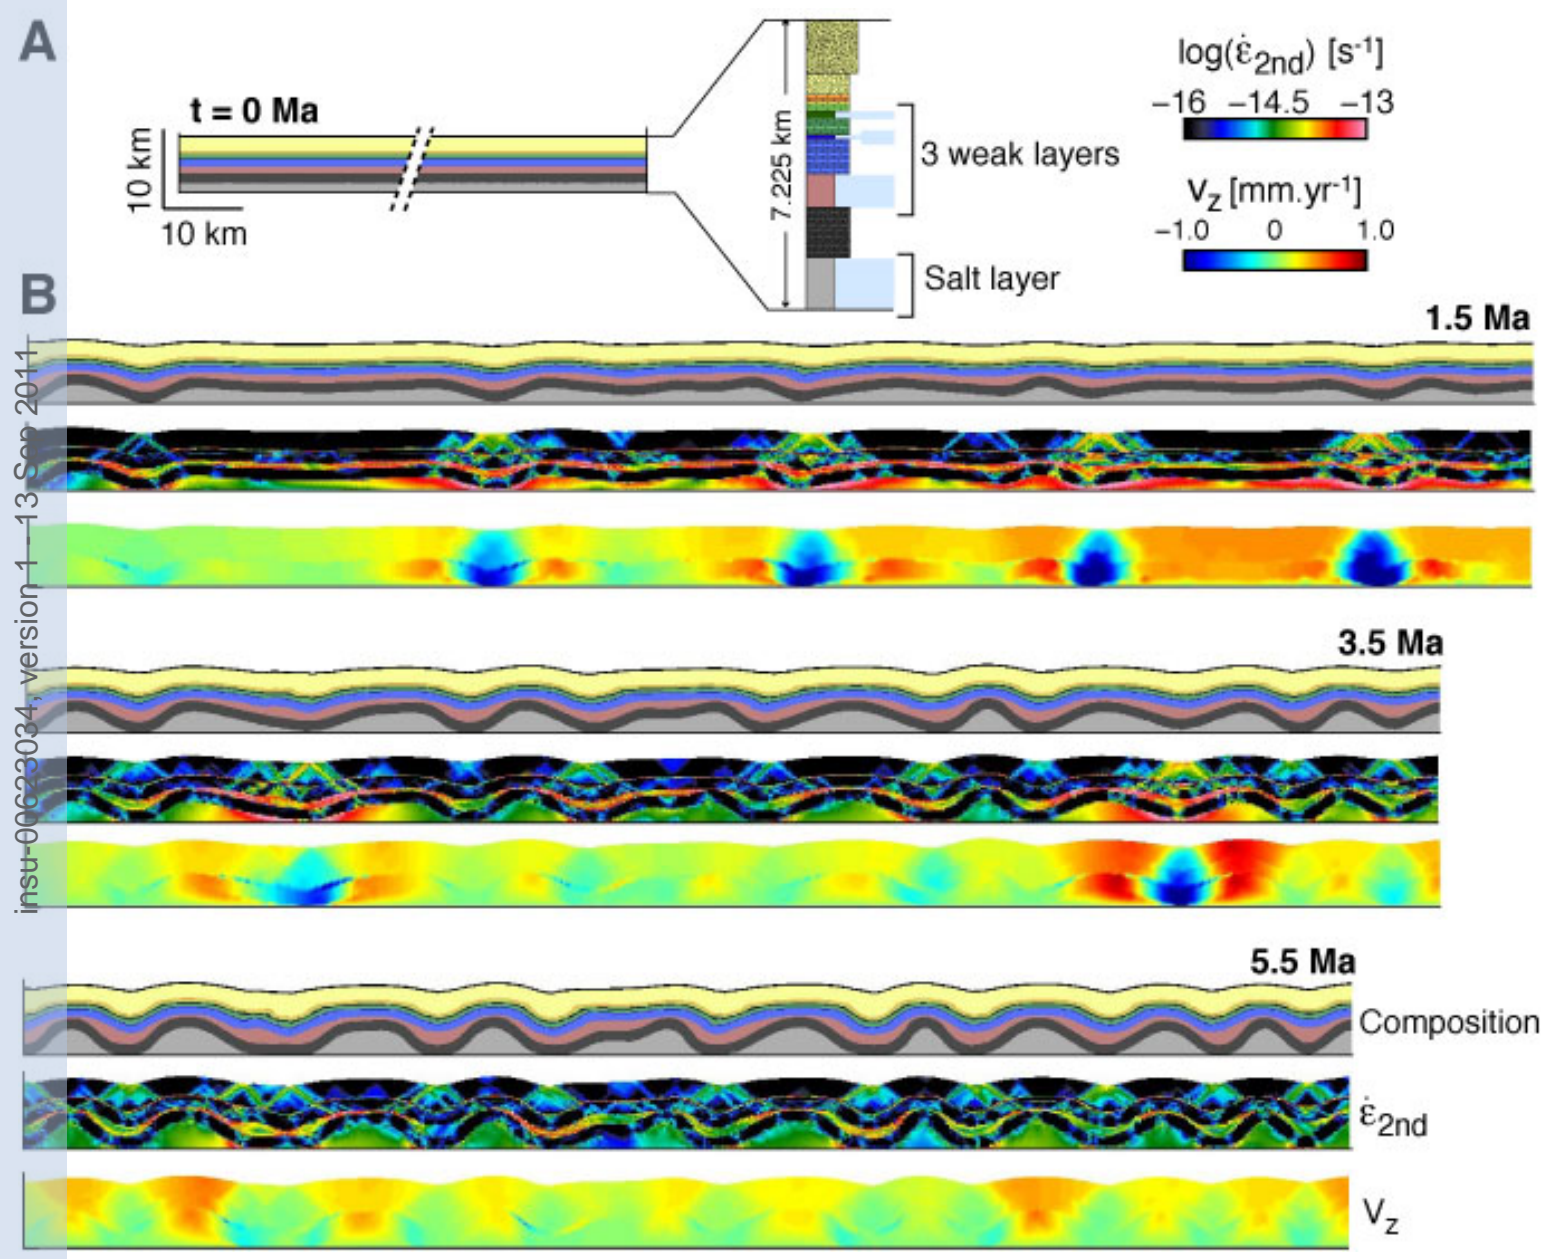 A
t = 0 Ma
10 km
10 km
7.225 km
3 weak layers
Salt layer
log(ε̇2nd) [s-1]
−16 −14.5 −13
Vz [mm.yr-1]
−1.0 0 1.0
B
1.5 Ma
3.5 Ma
5.5 Ma
Composition
ε̇2nd
Vz
insu-00623034, version 1 - 13 Sep 2011